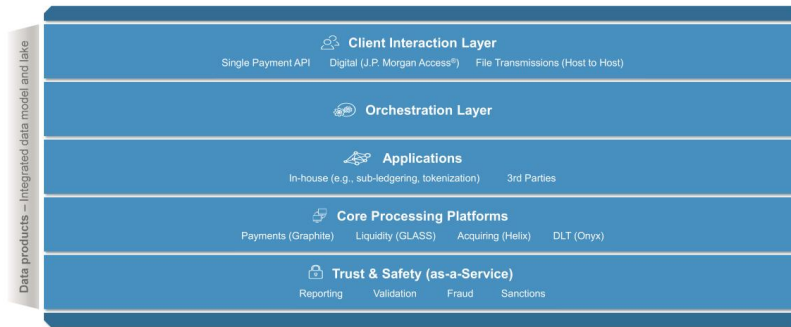 Data products – Integrated data model and lake
Client Interaction Layer
Single Payment API Digital (J.P. Morgan Access®) File Transmissions (Host to Host)
Orchestration Layer
Applications
In-house (e.g., sub-ledgering, tokenization) 3rd Parties
Core Processing Platforms
Payments (Graphite) Liquidity (GLASS) Acquiring (Helix) DLT (Onyx)
Trust & Safety (as-a-Service)
Reporting Validation Fraud Sanctions